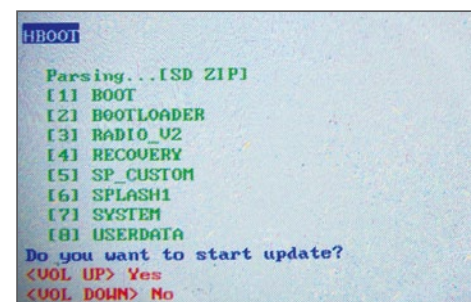 HBOOT
Parsing...[SD ZIP]
[1] BOOT
[2] BOOTLOADER
[3] RADIO_V2
[4] RECOVERY
[5] SP_CUSTOM
[6] SPLASH1
[7] SYSTEM
[8] USERDATA
Do you want to start update?
<VOL UP> Yes
<VOL DOWN> No